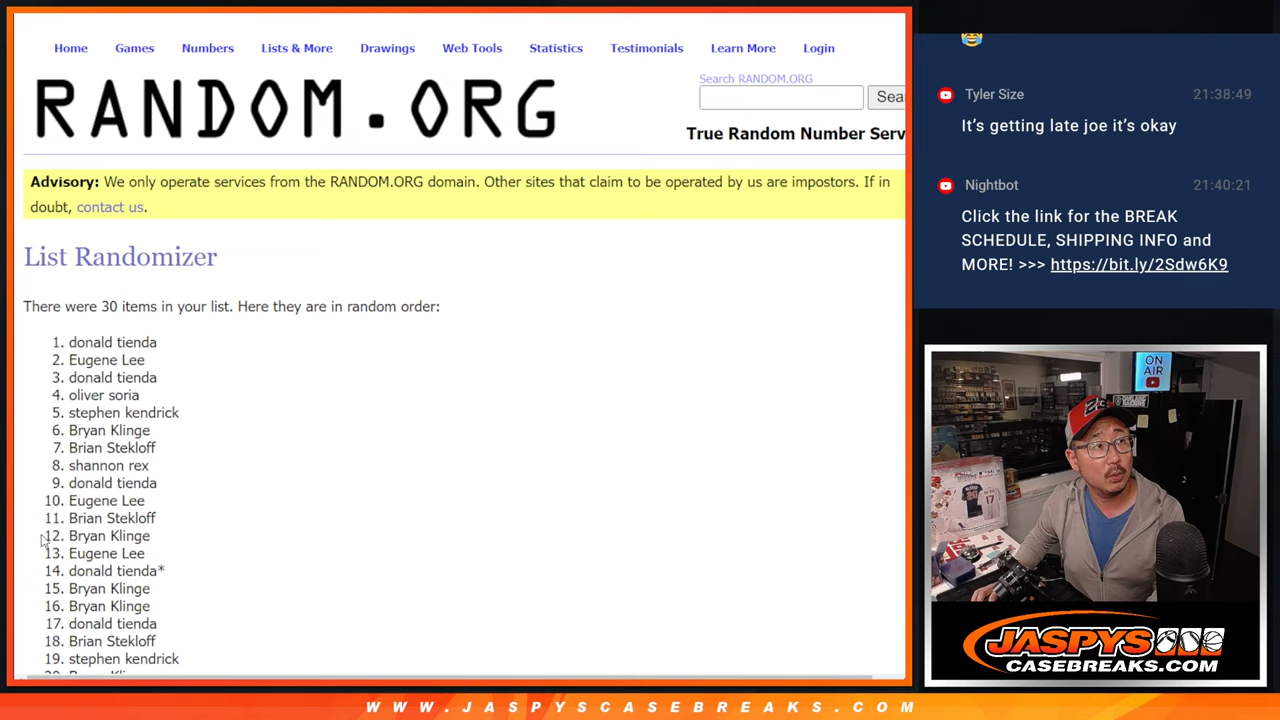 Home Games Numbers Lists & More Drawings Web Tools Statistics Testimonials Learn More Login
RANDOM.ORG
Search RANDOM.ORG
True Random Number Serv
Advisory: We only operate services from the RANDOM.ORG domain. Other sites that claim to be operated by us are impostors. If in
doubt, contact us.
List Randomizer
There were 30 items in your list. Here they are in random order:
1. donald tienda
2. Eugene Lee
3. donald tienda
4. oliver soria
5. stephen kendrick
6. Bryan Klinge
7. Brian Stekloff
8. shannon rex
9. donald tienda
10. Eugene Lee
11. Brian Stekloff
12. Bryan Klinge
13. Eugene Lee
14. donald tienda*
15. Bryan Klinge
16. Bryan Klinge
17. donald tienda
18. Brian Stekloff
19. stephen kendrick
Tyler Size 21:38:49
It's getting late joe it's okay
Nightbot 21:40:21
Click the link for the BREAK
SCHEDULE, SHIPPING INFO and
MORE! >>> https://bit.ly/2Sdw6K9
ON
AIR
JASPYS
CASEBREAKS.COM
WWW.JASPYSCASEBREAKS.COM